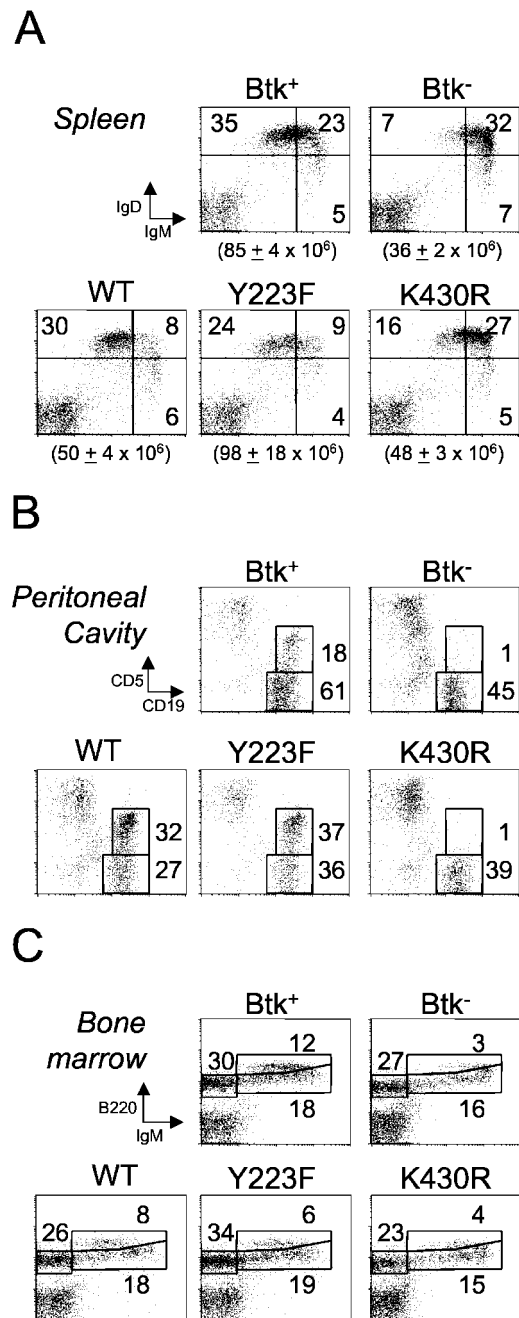 A
Spleen
Btk⁺ Btk⁻
35 23 7 32
IgD
IgM
5 7
(85 ± 4 x 10⁶) (36 ± 2 x 10⁶)
WT Y223F K430R
30 8 24 9 16 27
6 4 5
(50 ± 4 x 10⁶) (98 ± 18 x 10⁶) (48 ± 3 x 10⁶)
B
Peritoneal
Cavity
Btk⁺ Btk⁻
CD5
CD19
18 1
61 45
WT Y223F K430R
32 37 1
27 36 39
C
Bone
marrow
Btk⁺ Btk⁻
12 3
30 27
B220
IgM
18 16
WT Y223F K430R
8 6 4
26 34 23
18 19 15